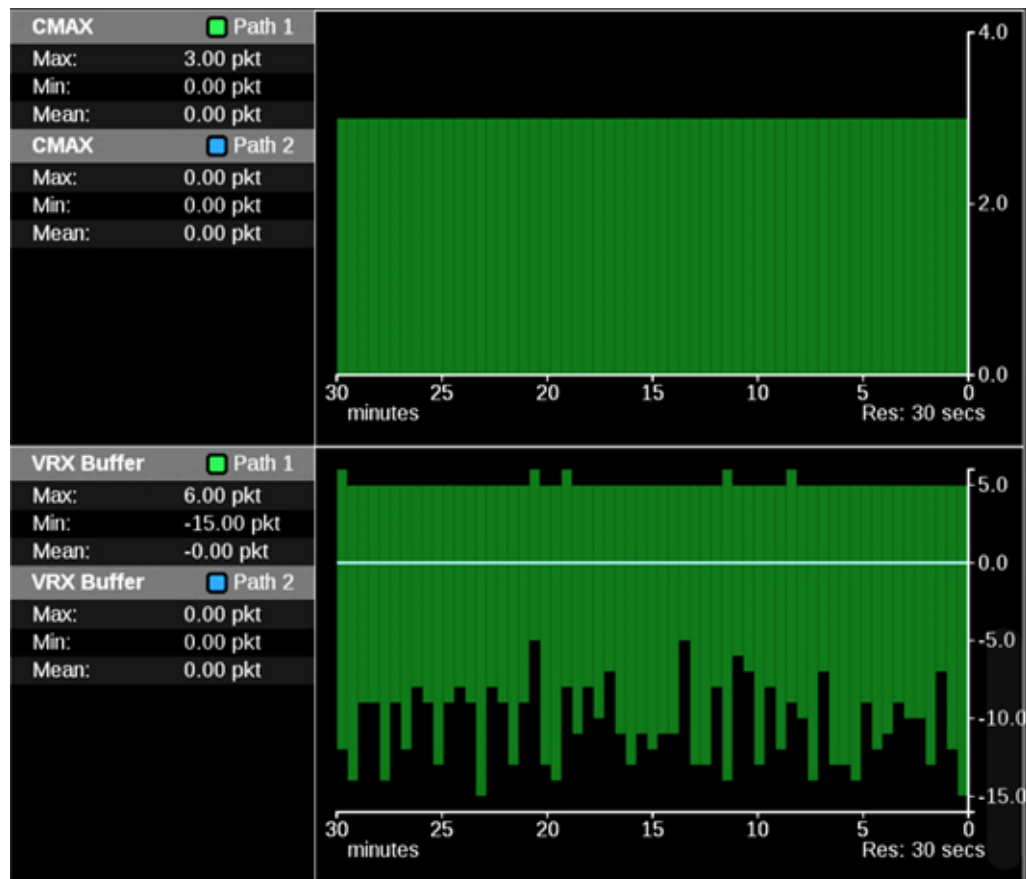 CMAX Path 1
Max: 3.00 pkt
Min: 0.00 pkt
Mean: 0.00 pkt
CMAX Path 2
Max: 0.00 pkt
Min: 0.00 pkt
Mean: 0.00 pkt
4.0
2.0
0.0
30 25 20 15 10 5 0
minutes Res: 30 secs
VRX Buffer Path 1
Max: 6.00 pkt
Min: -15.00 pkt
Mean: -0.00 pkt
VRX Buffer Path 2
Max: 0.00 pkt
Min: 0.00 pkt
Mean: 0.00 pkt
5.0
0.0
-5.0
-10.0
-15.0
30 25 20 15 10 5 0
minutes Res: 30 secs